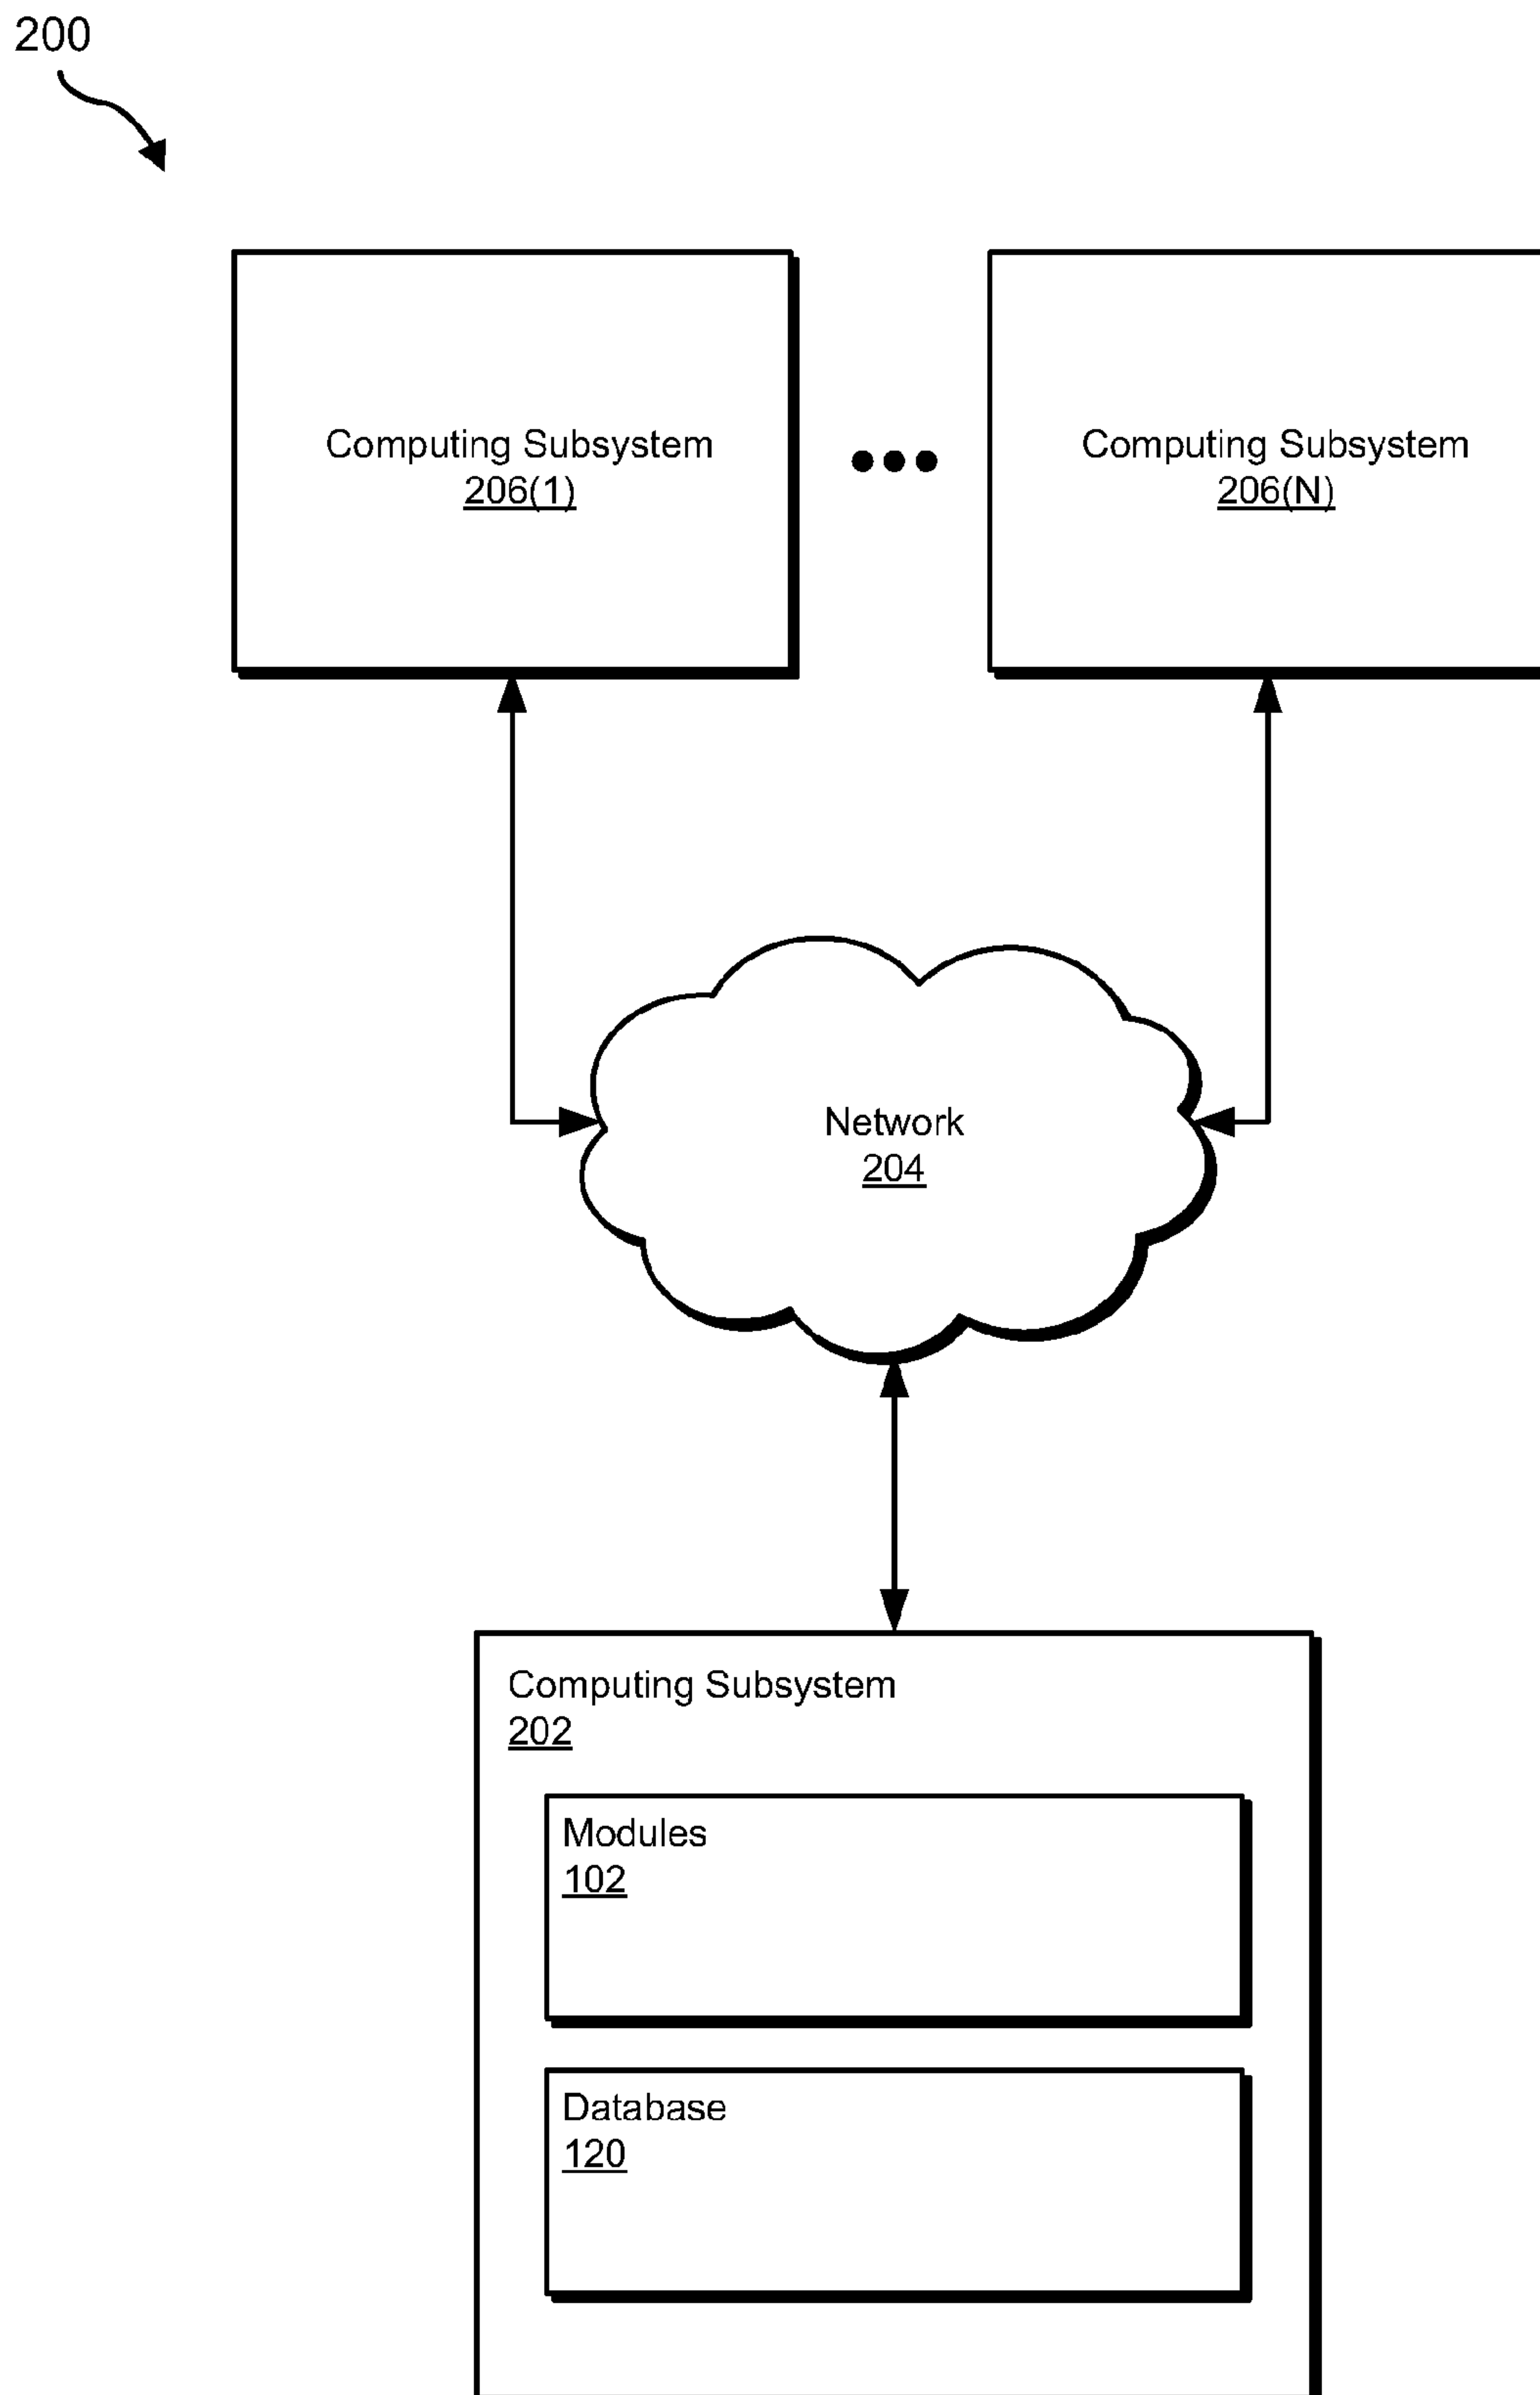 200
Computing Subsystem
206(1)
Computing Subsystem
206(N)
Network
204
Computing Subsystem
202
Modules
102
Database
120